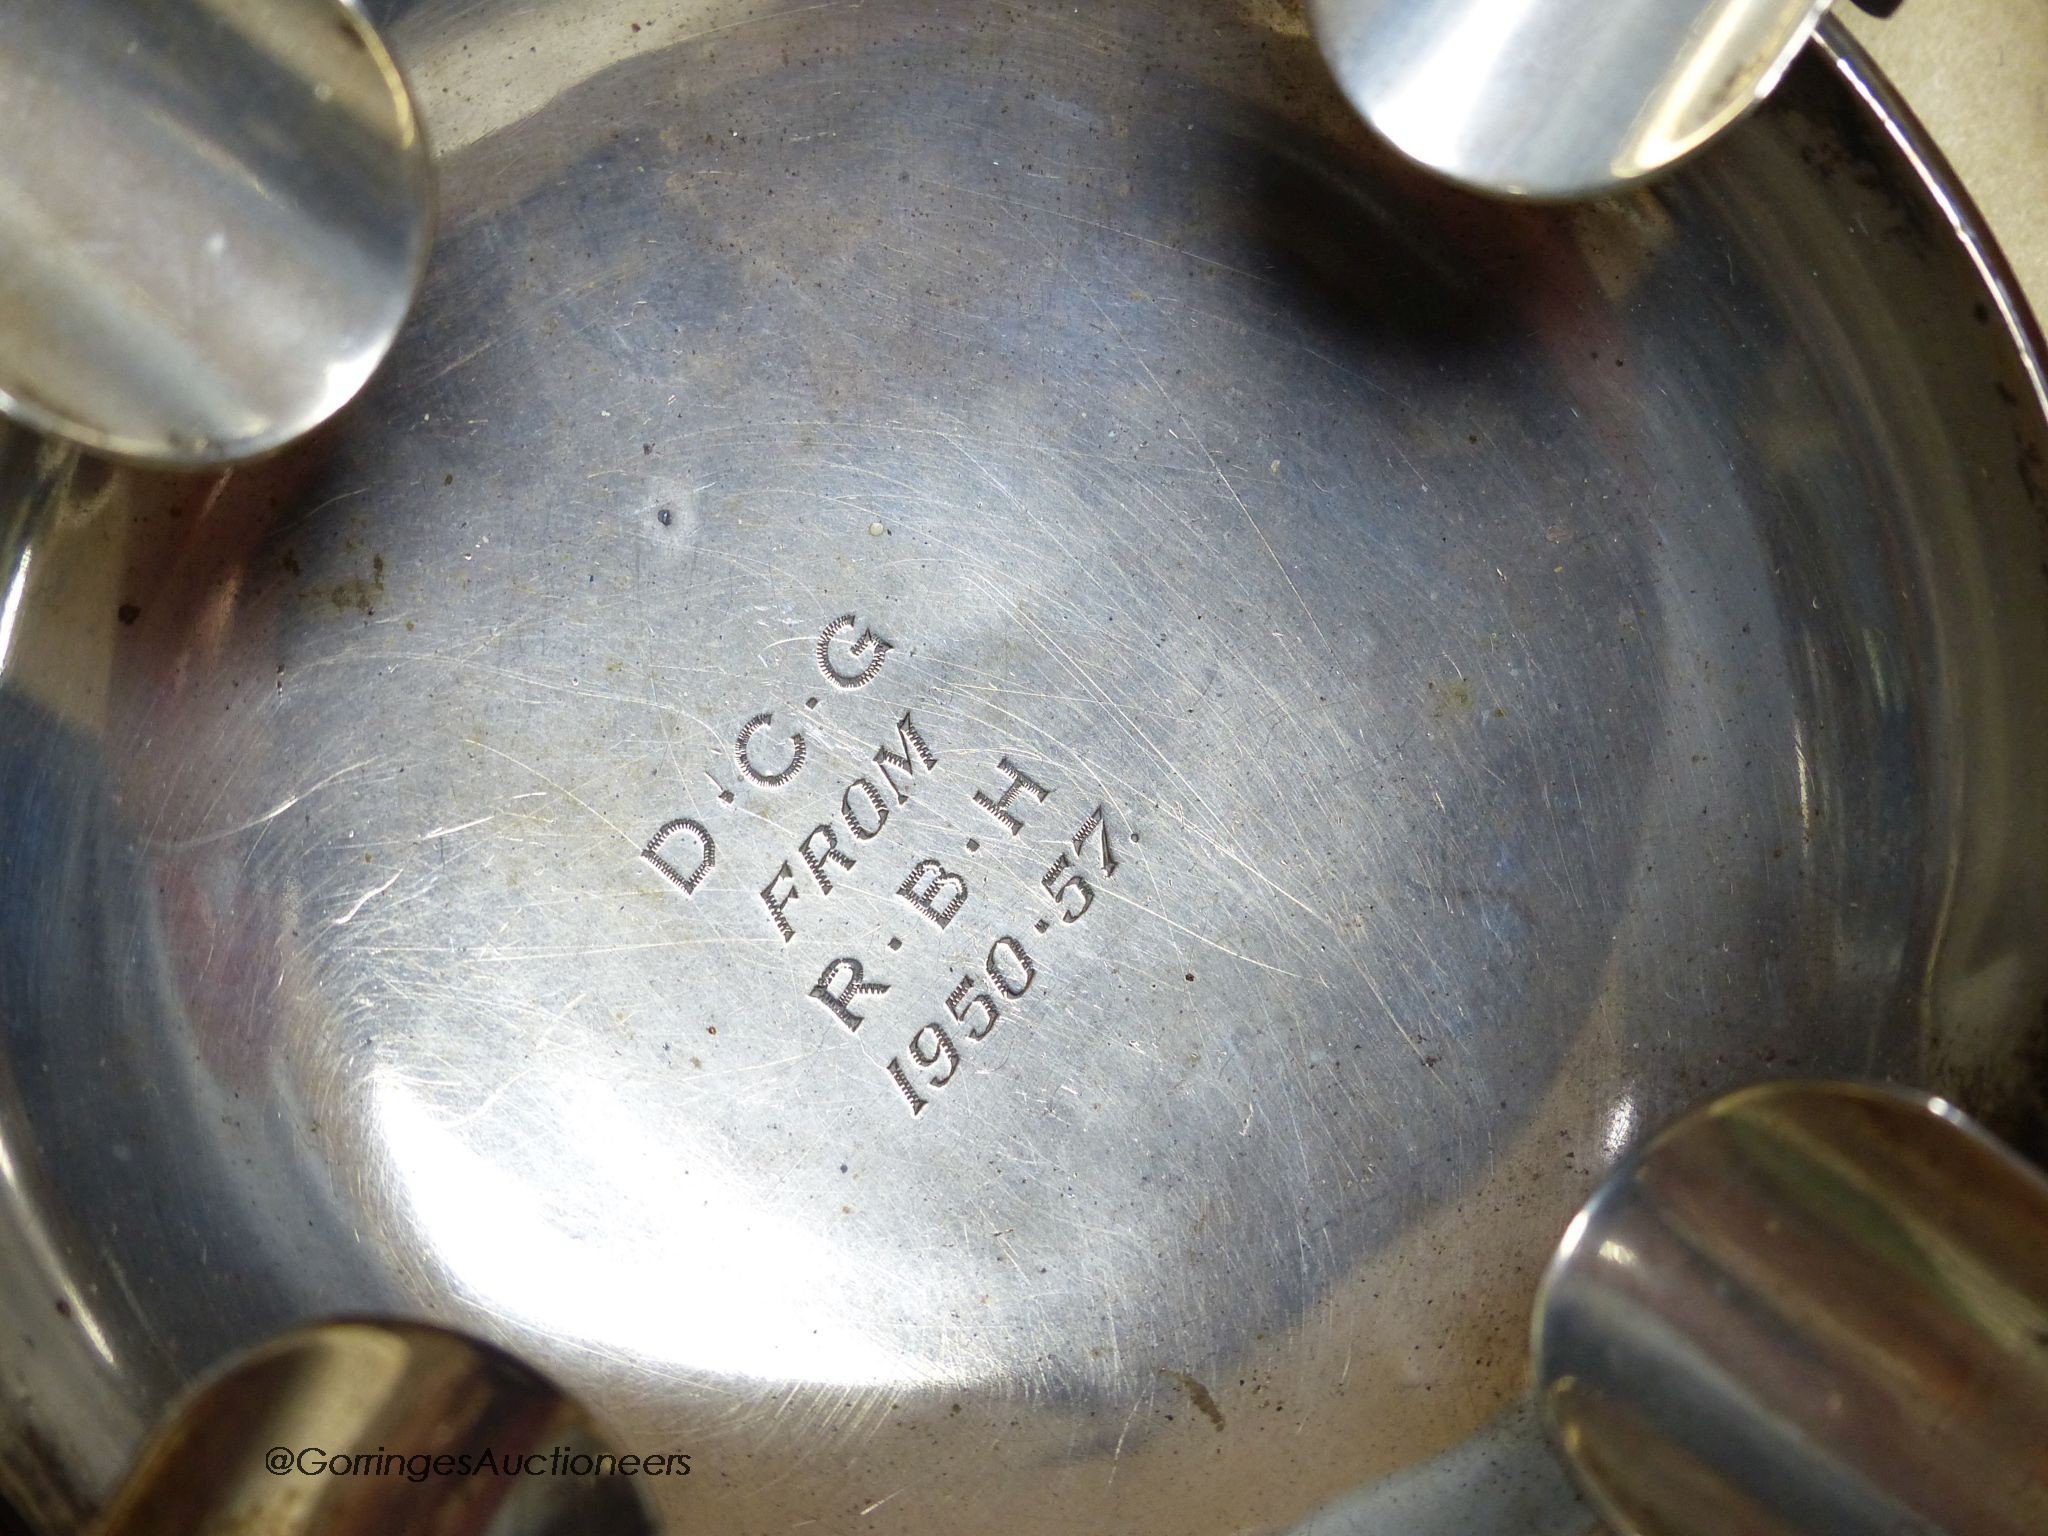 D.C.G
FROM
R.B.H
1950.57.
@GorringesAuctioneers